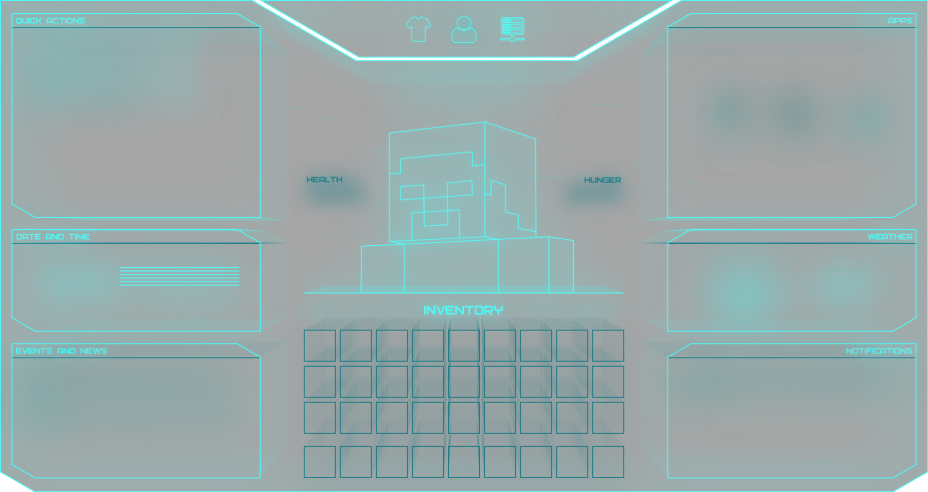 QUICK ACTIONS
APPS
HEALTH
HUNGER
DATE AND TIME
WEATHER
INVENTORY
EVENTS AND NEWS
NOTIFICATIONS